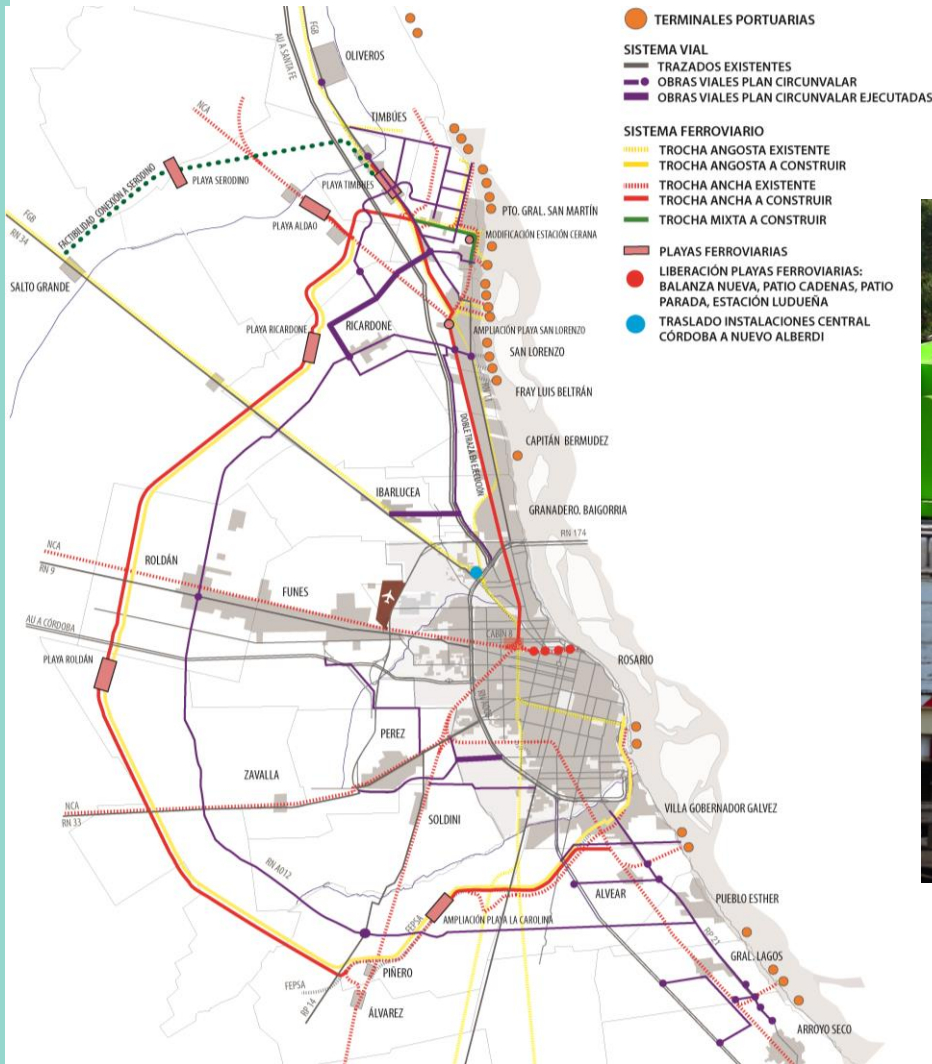 TERMINALES PORTUARIAS
SISTEMA VIAL
TRAZADOS EXISTENTES
OBRAS VIALES PLAN CIRCUNVALAR
OBRAS VIALES PLAN CIRCUNVALAR EJECUTADAS
SISTEMA FERROVIARIO
TROCHA ANGOSTA EXISTENTE
TROCHA ANGOSTA A CONSTRUIR
TROCHA ANCHA EXISTENTE
TROCHA ANCHA A CONSTRUIR
TROCHA MIXTA A CONSTRUIR
PLAYAS FERROVIARIAS
LIBERACIÓN PLAYAS FERROVIARIAS:
BALANZA NUEVA, PATIO CADENAS, PATIO
PARADA, ESTACIÓN LUDUEÑA
TRASLADO INSTALACIONES CENTRAL
CÓRDOBA A NUEVO ALBERDI
FGB
AU A SANTA FE
OLIVEROS
NCA
TIMBÚES
PLAYA SERODINO
PLAYA TIMBUES
FACTIBILIDAD CONEXIÓN A SERODINO
PLAYA ALDAO
PTO. GRAL. SAN MARTÍN
MODIFICACIÓN ESTACIÓN CERANA
FGB
RN 34
SALTO GRANDE
PLAYA RICARDONE
RICARDONE
AMPLIACIÓN PLAYA SAN LORENZO
SAN LORENZO
RN 11
FRAY LUIS BELTRÁN
CAPITÁN BERMUDEZ
IBARLUCEA
GRANADERO. BAIGORRIA
RN 174
NCA
RN 9
ROLDÁN
FUNES
AU A CÓRDOBA
CABÍN 8
ROSARIO
PLAYA ROLDÁN
PEREZ
ZAVALLA
NCA
RN 33
SOLDINI
VILLA GOBERNADOR GALVEZ
RN A012
ALVEAR
PUEBLO ESTHER
AMPLIACIÓN PLAYA LA CAROLINA
FEPSA
RP 21
GRAL. LAGOS
PIÑERO
FEPSA
RP 14
ÁLVAREZ
ARROYO SECO